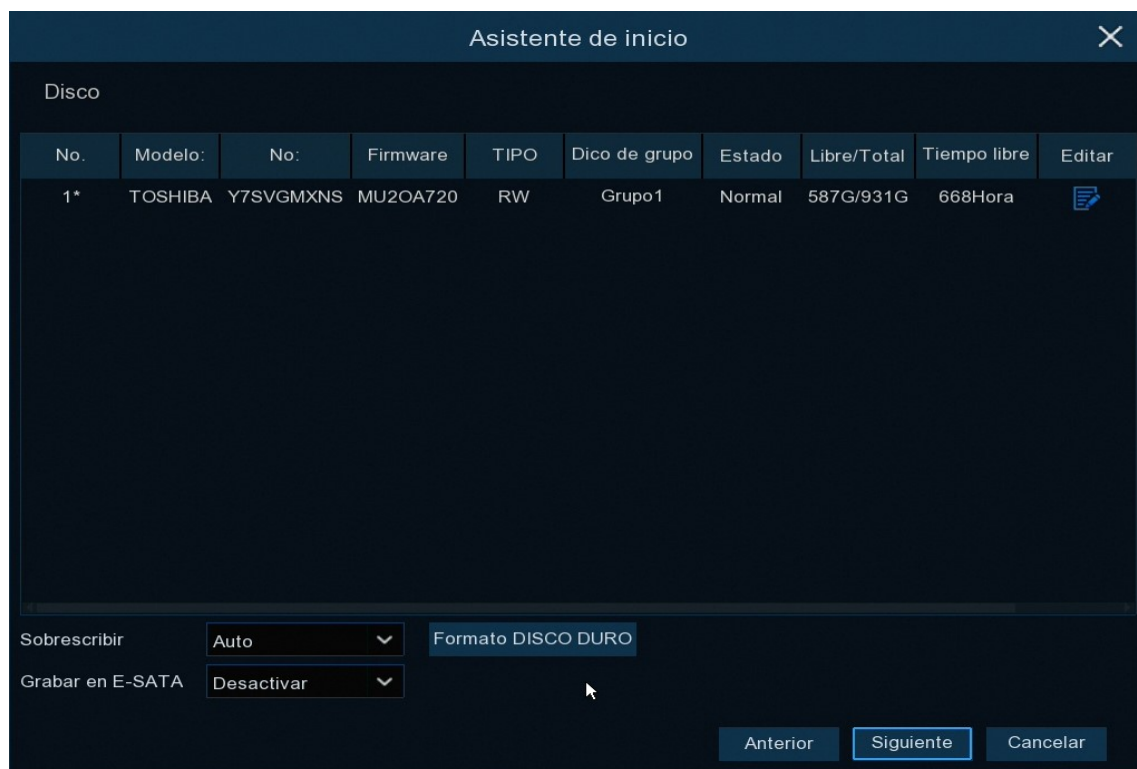 Asistente de inicio
Disco
No. Modelo: No: Firmware TIPO Dico de grupo Estado Libre/Total Tiempo libre Editar
1* TOSHIBA Y7SVGMXNS MU2OA720 RW Grupo1 Normal 587G/931G 668Hora
Sobrescribir Auto Formato DISCO DURO
Grabar en E-SATA Desactivar
Anterior Siguiente Cancelar